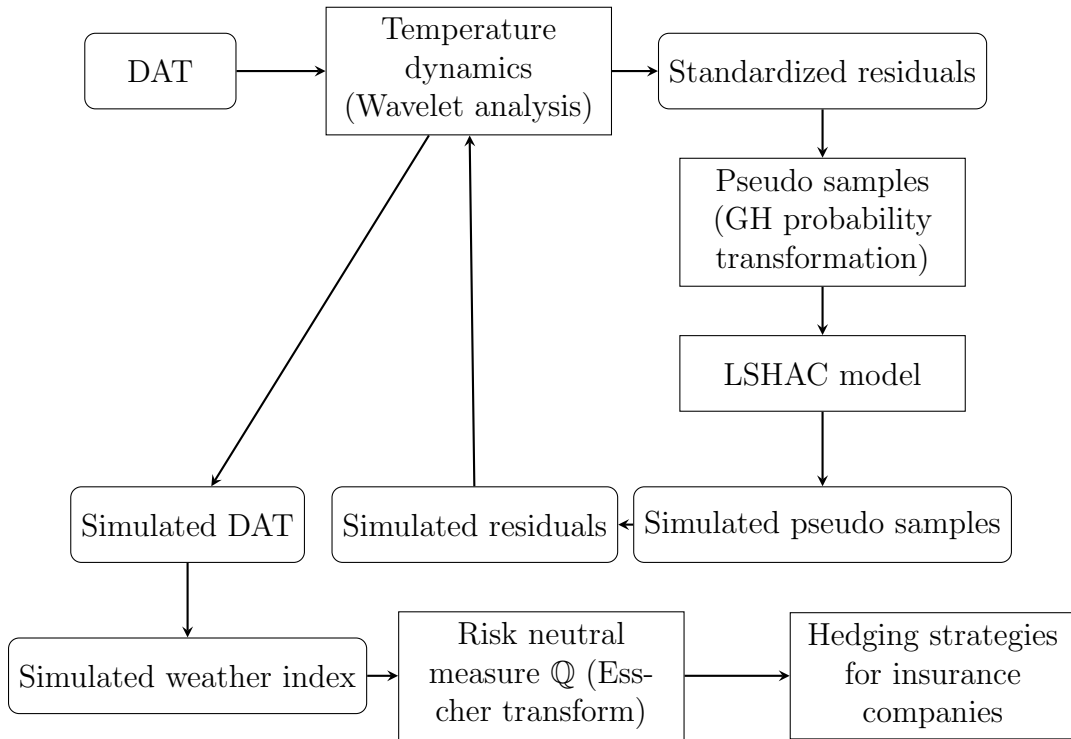 DAT
Temperature
dynamics
(Wavelet analysis)
Standardized residuals
Pseudo samples
(GH probability
transformation)
LSHAC model
Simulated DAT
Simulated residuals
Simulated pseudo samples
Simulated weather index
Risk neutral
measure ℚ (Ess-
cher transform)
Hedging strategies
for insurance
companies